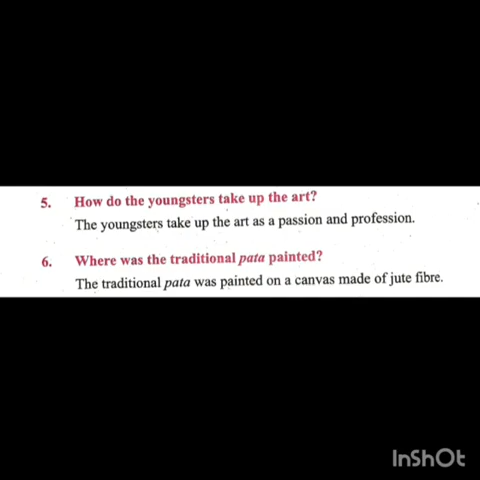 5. How do the youngsters take up the art?
The youngsters take up the art as a passion and profession.
6. Where was the traditional pata painted?
The traditional pata was painted on a canvas made of jute fibre.
InShOt